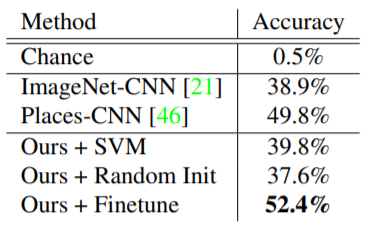 Method Accuracy
Chance 0.5%
ImageNet-CNN [21] 38.9%
Places-CNN [46] 49.8%
Ours + SVM 39.8%
Ours + Random Init 37.6%
Ours + Finetune 52.4%